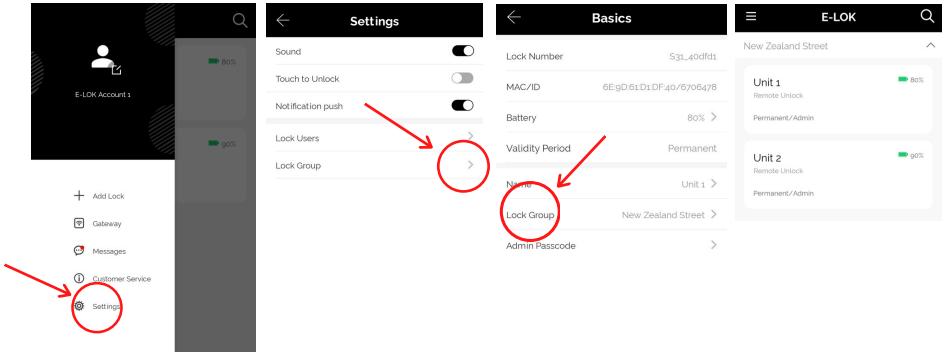 80%
E-LOK Account 1
90%
Add Lock
Gateway
Messages
Customer Service
Settings
Settings
Sound
Touch to Unlock
Notification push
Lock Users
Lock Group
Basics
Lock Number S31_40dfd1
MAC/ID 6E:9D:61:D1:DF:40/6706478
Battery 80%
Validity Period Permanent
Name Unit 1
Lock Group New Zealand Street
Admin Passcode
E-LOK
New Zealand Street
Unit 1 80%
Remote Unlock
Permanent/Admin
Unit 2 90%
Remote Unlock
Permanent/Admin